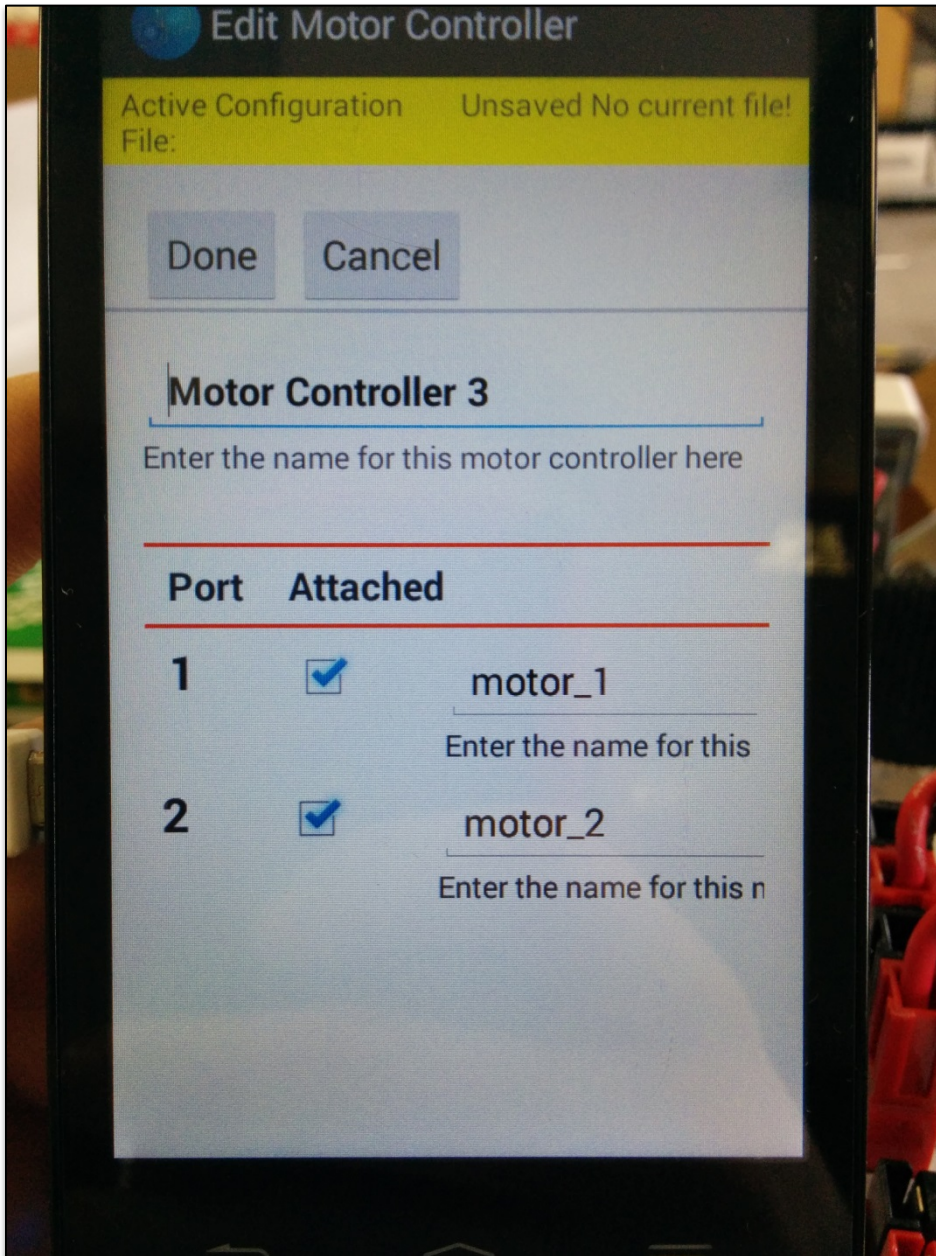 Edit Motor Controller
Active Configuration File:
Unsaved No current file!
Done Cancel
Motor Controller 3
Enter the name for this motor controller here
Port Attached
1 motor_1
Enter the name for this
2 motor_2
Enter the name for this n